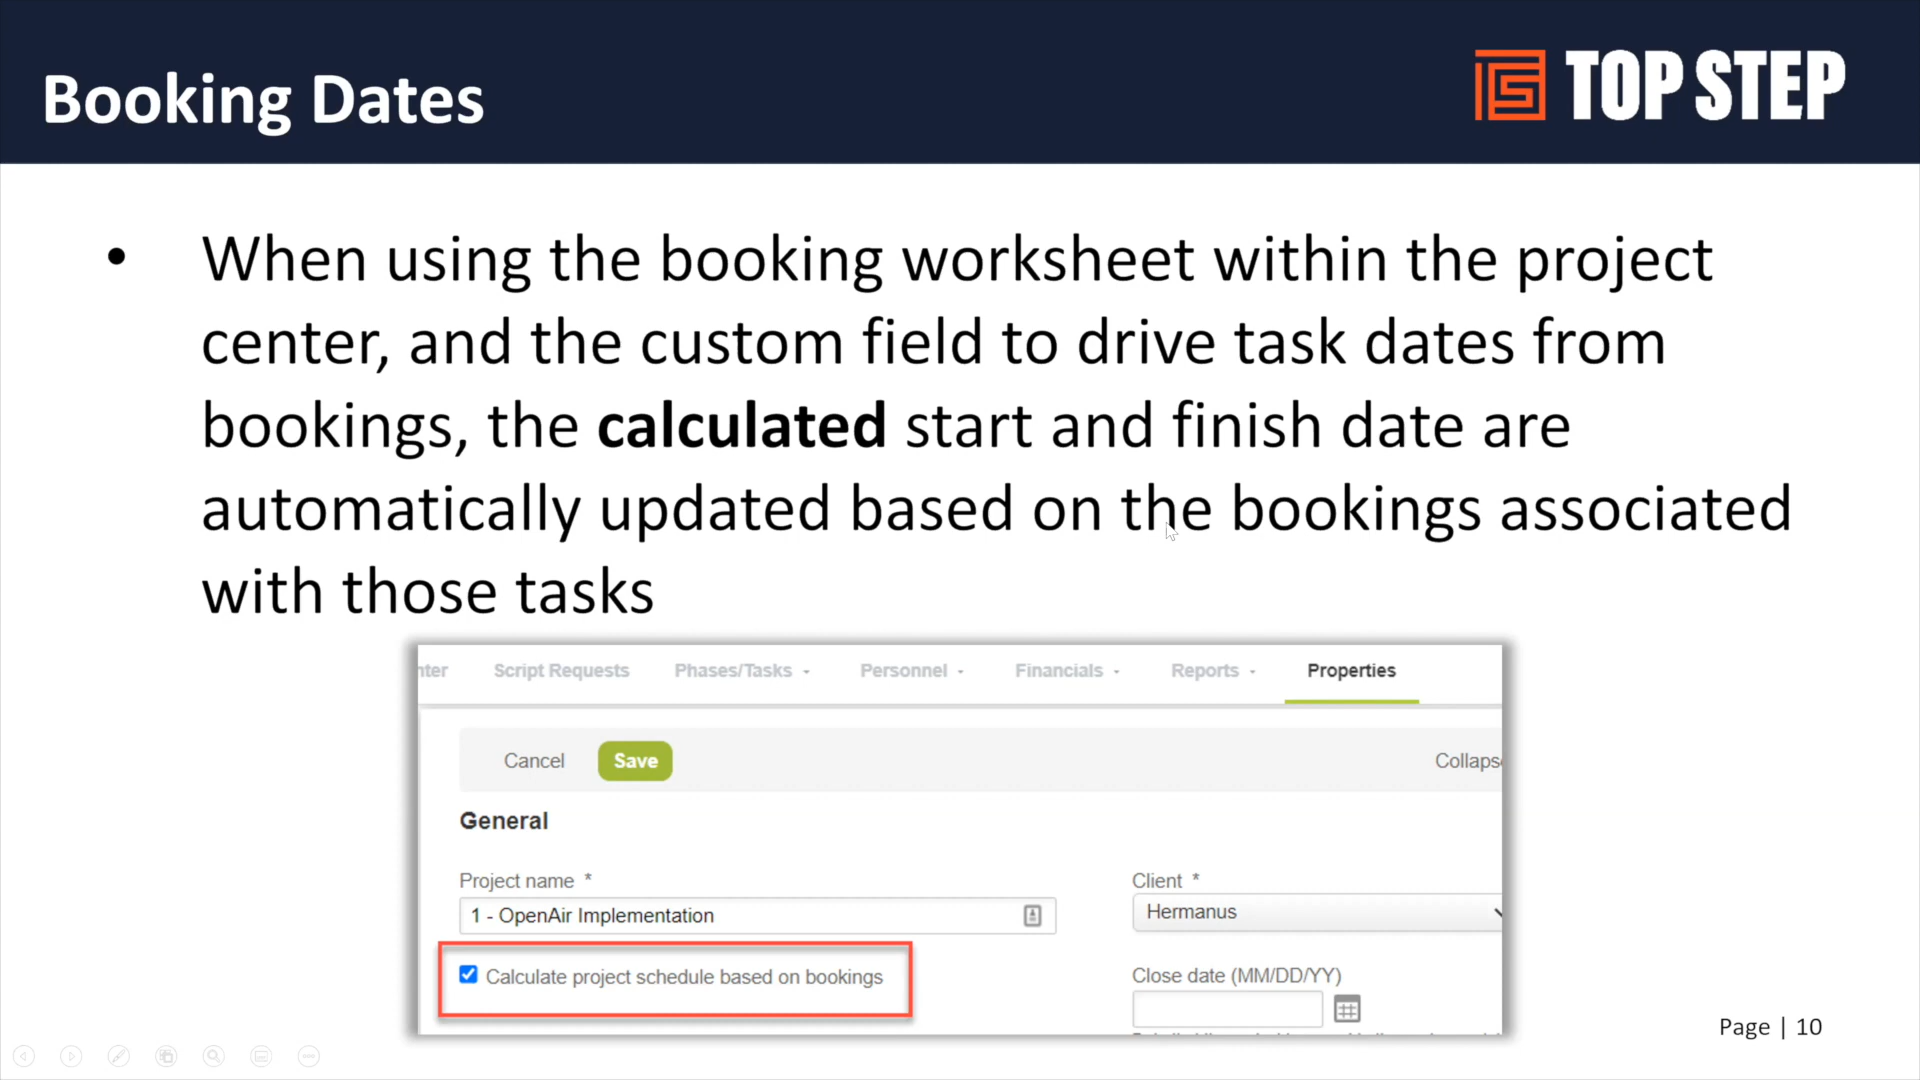 Booking Dates
TOP STEP
• When using the booking worksheet within the project
center, and the custom field to drive task dates from
bookings, the calculated start and finish date are
automatically updated based on the bookings associated
with those tasks
nter Script Requests Phases/Tasks - Personnel - Financials - Reports - Properties
Cancel Save Collaps
General
Project name * Client *
1 - OpenAir Implementation Hermanus
Calculate project schedule based on bookings Close date (MM/DD/YY)
Page | 10